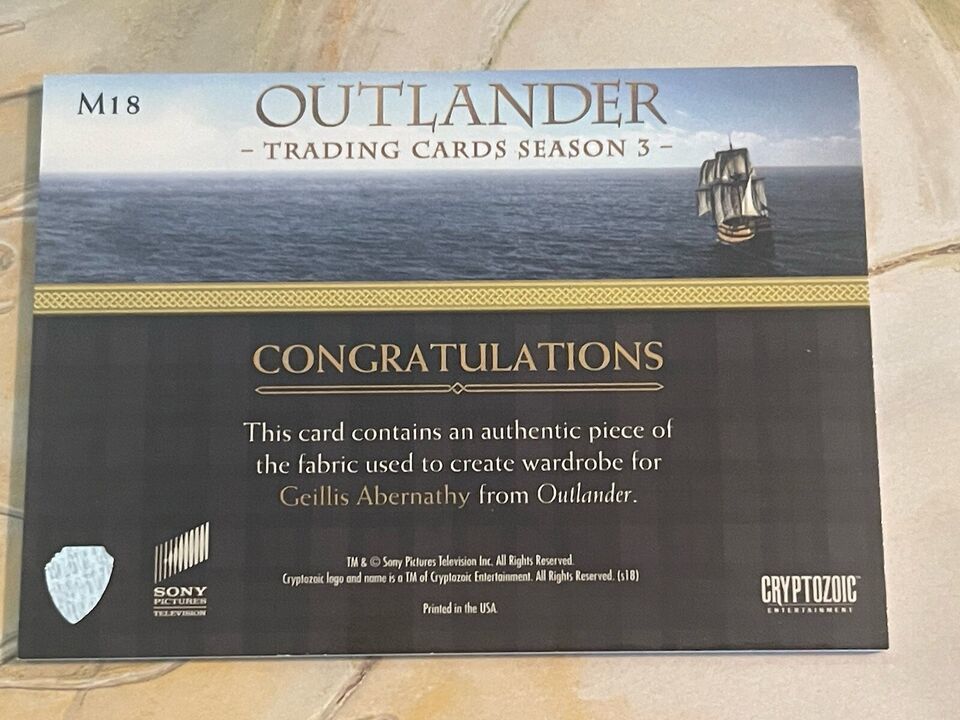 M18
OUTLANDER
- TRADING CARDS SEASON 3 -
CONGRATULATIONS
This card contains an authentic piece of
the fabric used to create wardrobe for
Geillis Abernathy from Outlander.
TM & © Sony Pictures Television Inc. All Rights Reserved.
Cryptozoic logo and name is a TM of Cryptozoic Entertainment. All Rights Reserved. (s18)
Printed in the USA.
SONY
PICTURES
TELEVISION
CRYPTOZOIC™
ENTERTAINMENT